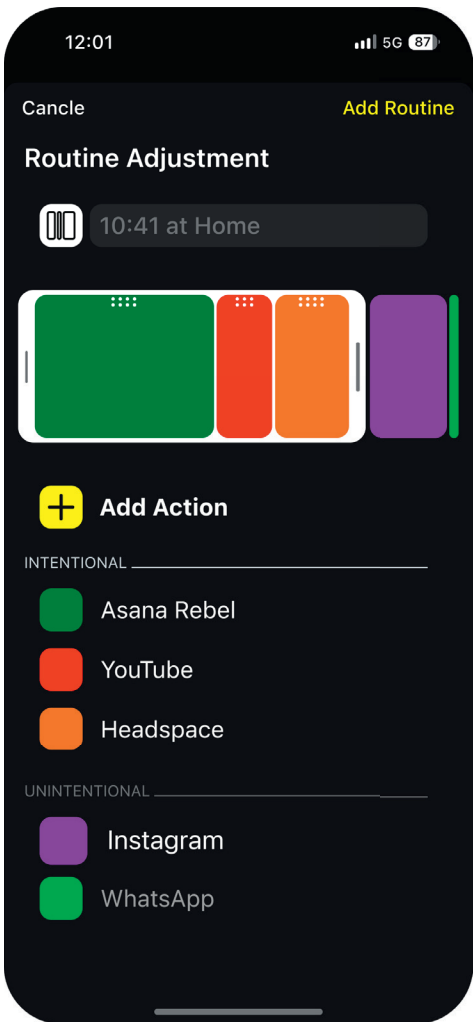 12:01 5G 87
Cancle Add Routine
Routine Adjustment
10:41 at Home
Add Action
INTENTIONAL
Asana Rebel
YouTube
Headspace
UNINTENTIONAL
Instagram
WhatsApp